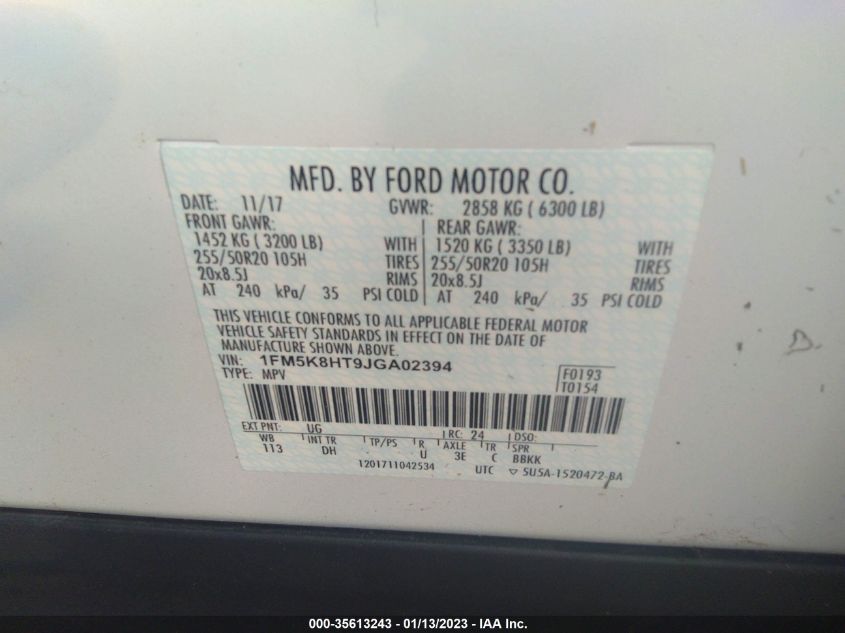 MFD. BY FORD MOTOR CO.
DATE: 11/17 GVWR: 2858 KG ( 6300 LB)
FRONT GAWR: REAR GAWR:
1452 KG ( 3200 LB) WITH 1520 KG ( 3350 LB) WITH
255/50R20 105H TIRES 255/50R20 105H TIRES
20x8.5J RIMS 20x8.5J RIMS
AT 240 kPa/ 35 PSI COLD AT 240 kPa/ 35 PSI COLD
THIS VEHICLE CONFORMS TO ALL APPLICABLE FEDERAL MOTOR
VEHICLE SAFETY STANDARDS IN EFFECT ON THE DATE OF
MANUFACTURE SHOWN ABOVE.
VIN: 1FM5K8HT9JGA02394
TYPE: MPV
F0193
T0154
EXT PNT: UG RC: 24 DSO:
WB INT TR TP/PS R AXLE TR SPR
113 DH U 3E C BBKK
1201711042534 UTC ▽ 5U5A-1520472-BA
000-35613243 - 01/13/2023 - IAA Inc.